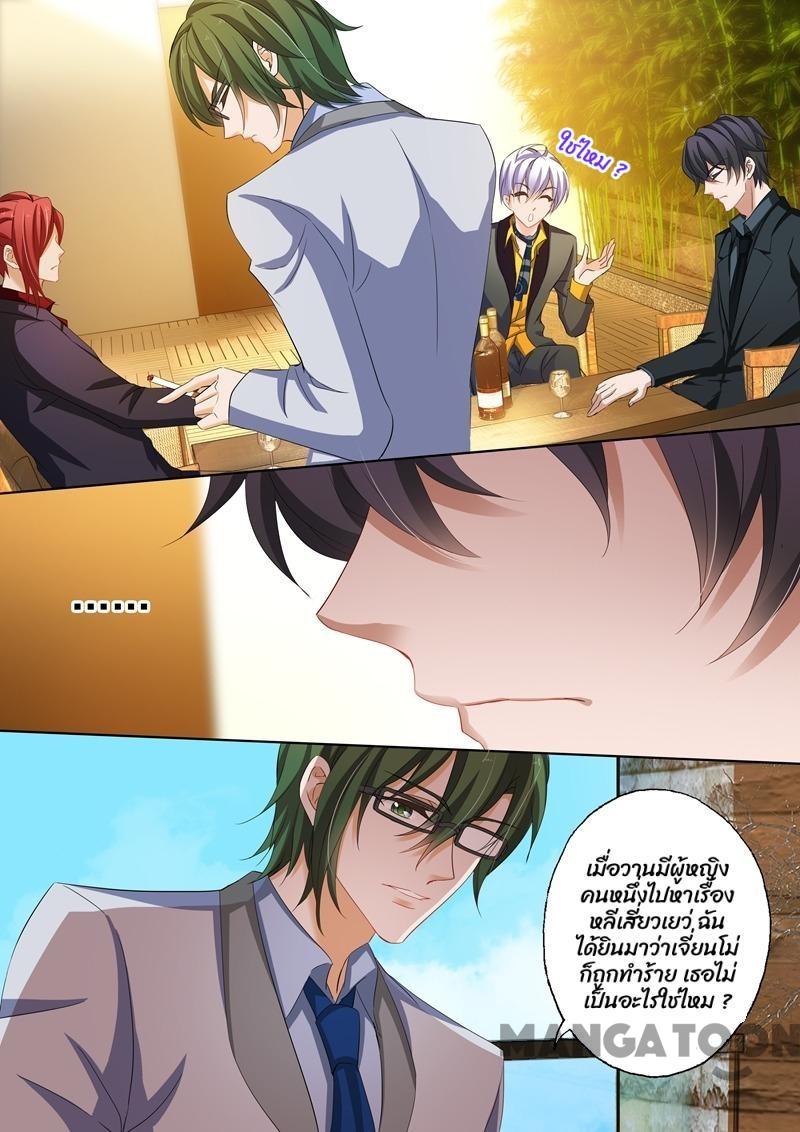 ใช่ไหม ?
......
เมื่อวานมีผู้หญิง
คนหนึ่งไปหาเรื่อง
หลีเสี่ยวเยว่ ฉัน
ได้ยินมาว่าเจี่ยนโม่
ก็ถูกทำร้าย เธอไม่
เป็นอะไรใช่ไหม ?
MANGATOON